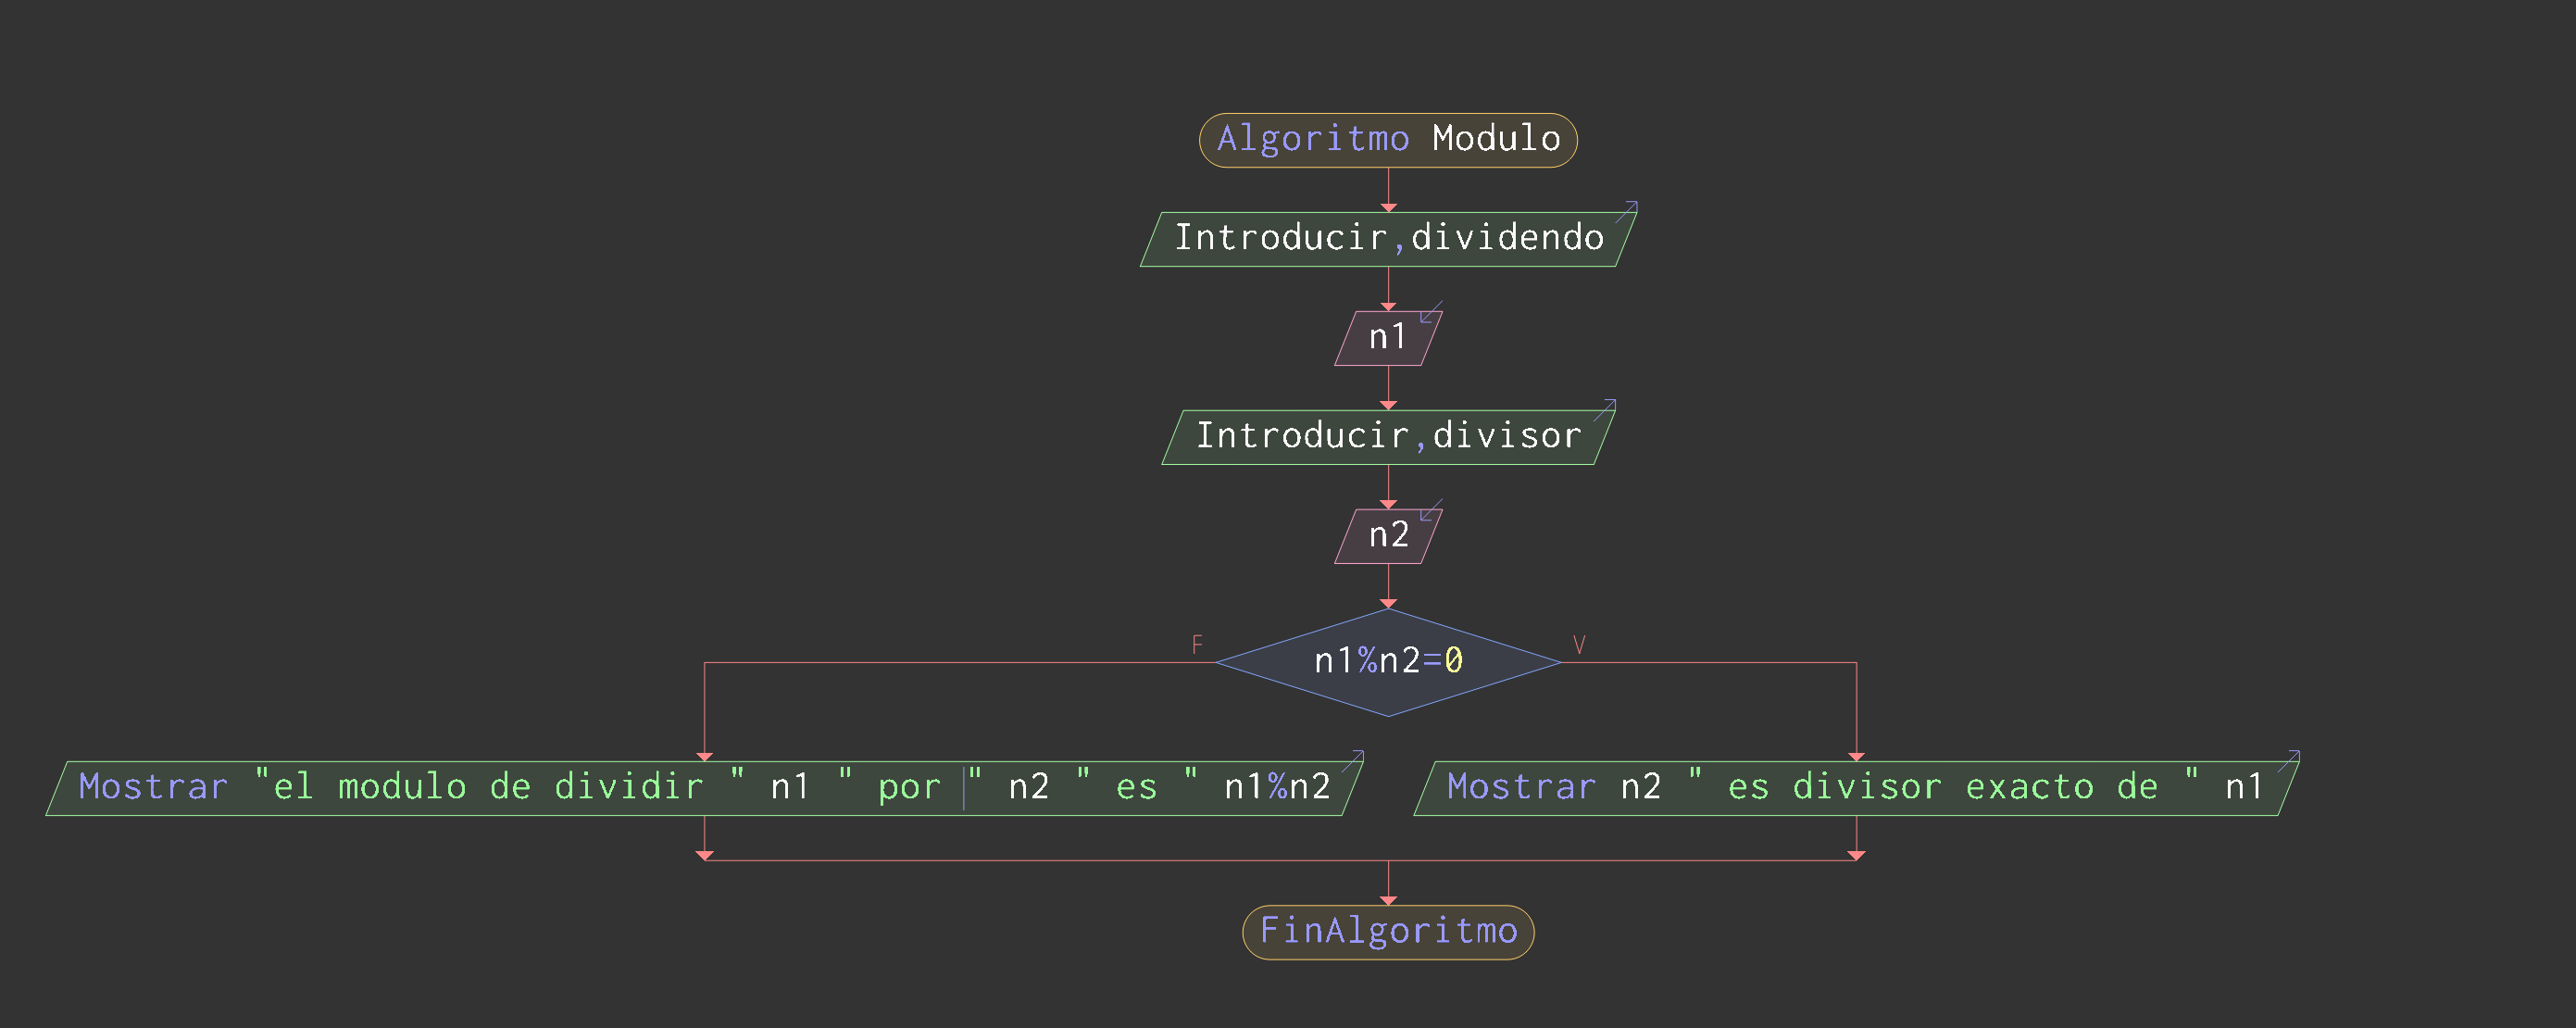 Algoritmo Modulo
Introducir,dividendo
n1
Introducir,divisor
n2
F
n1%n2=0
V
Mostrar "el modulo de dividir " n1 " por " n2 " es " n1%n2
Mostrar n2 " es divisor exacto de " n1
FinAlgoritmo